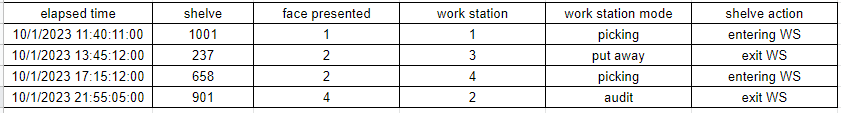 elapsed time shelve face presented work station work station mode shelve action
10/1/2023 11:40:11:00 1001 1 1 picking entering WS
10/1/2023 13:45:12:00 237 2 3 put away exit WS
10/1/2023 17:15:12:00 658 2 4 picking entering WS
10/1/2023 21:55:05:00 901 4 2 audit exit WS